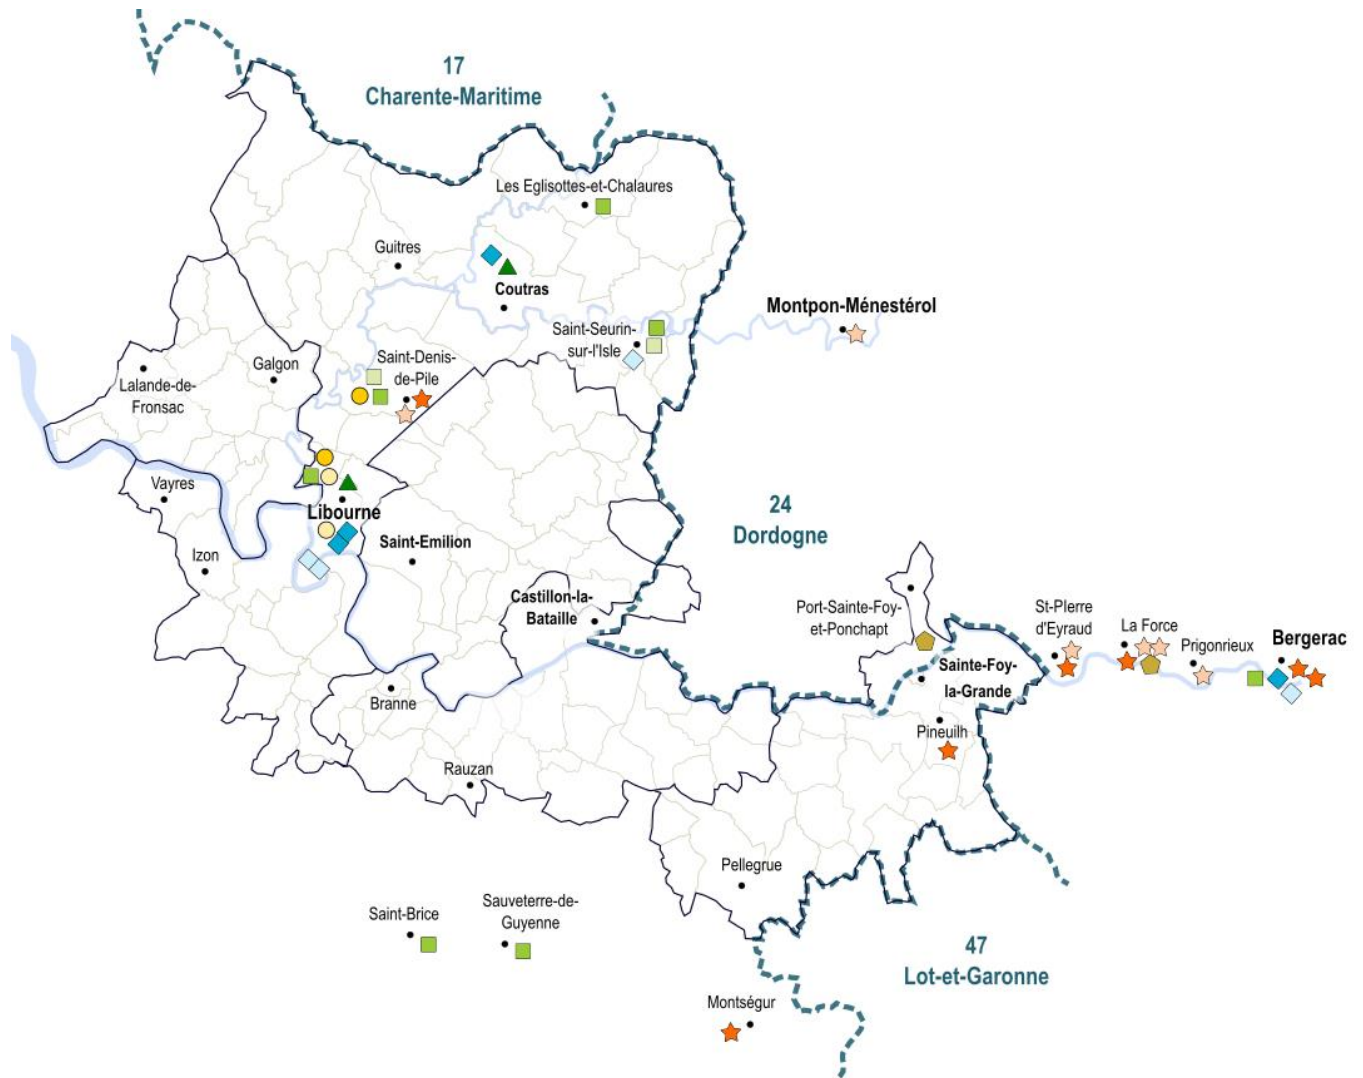 17
Charente-Maritime
Les Eglisottes-et-Chalaures
Guitres
Coutras
Montpon-Ménestérol
Saint-Seurin-
sur-l'Isle
Saint-Denis-
de-Pile
Galgon
Lalande-de-
Fronsac
Vayres
Libourne
24
Dordogne
Saint-Emilion
Izon
Castillon-la-
Bataille
Port-Sainte-Foy-
et-Ponchapt
St-PIerre
d'Eyraud
La Force
Prigonrieux
Bergerac
Sainte-Foy-
la-Grande
Branne
Pineuilh
Rauzan
Pellegrue
Saint-Brice
Sauveterre-de-
Guyenne
47
Lot-et-Garonne
Montségur